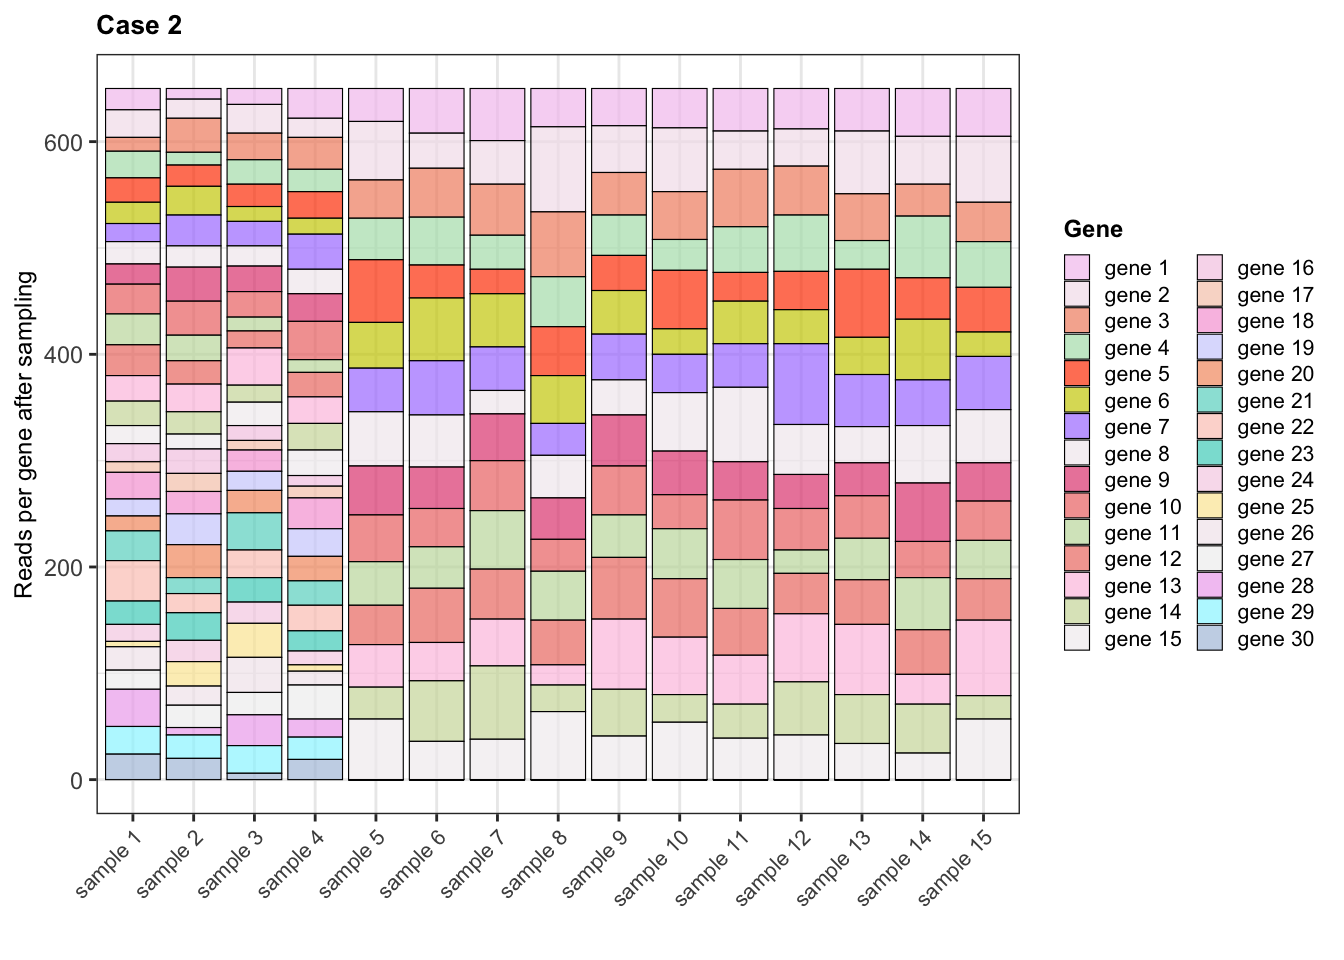 Case 2
Reads per gene after sampling
600
400
200
0
sample 1
sample 2
sample 3
sample 4
sample 5
sample 6
sample 7
sample 8
sample 9
sample 10
sample 11
sample 12
sample 13
sample 14
sample 15
Gene
gene 1
gene 2
gene 3
gene 4
gene 5
gene 6
gene 7
gene 8
gene 9
gene 10
gene 11
gene 12
gene 13
gene 14
gene 15
gene 16
gene 17
gene 18
gene 19
gene 20
gene 21
gene 22
gene 23
gene 24
gene 25
gene 26
gene 27
gene 28
gene 29
gene 30